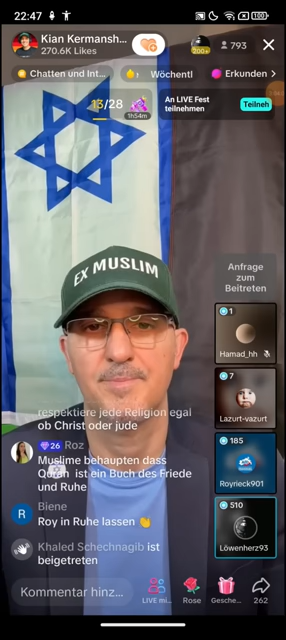 22:47
100
Kian Kermansh...
270.6K Likes
200+
793
Chatten und Int...
Wöchentl
Erkunden
13/28
1h54m
An LIVE Fest
teilnehmen
Teilneh
EX MUSLIM
Anfrage
zum
Beitreten
1
Hamad_hh
7
Lazurt-vazurt
185
Royrieck901
510
Löwenherz93
respektiere jede Religion egal
ob Christ oder jude
26 Roz
Muslime behaupten dass
Quran ist ein Buch des Friede
und Ruhe
R
Biene
Roy in Ruhe lassen 👏
Khaled Schechnagib ist
beigetreten
Kommentar hinz...
LIVE mi...
Rose
Gesche...
262